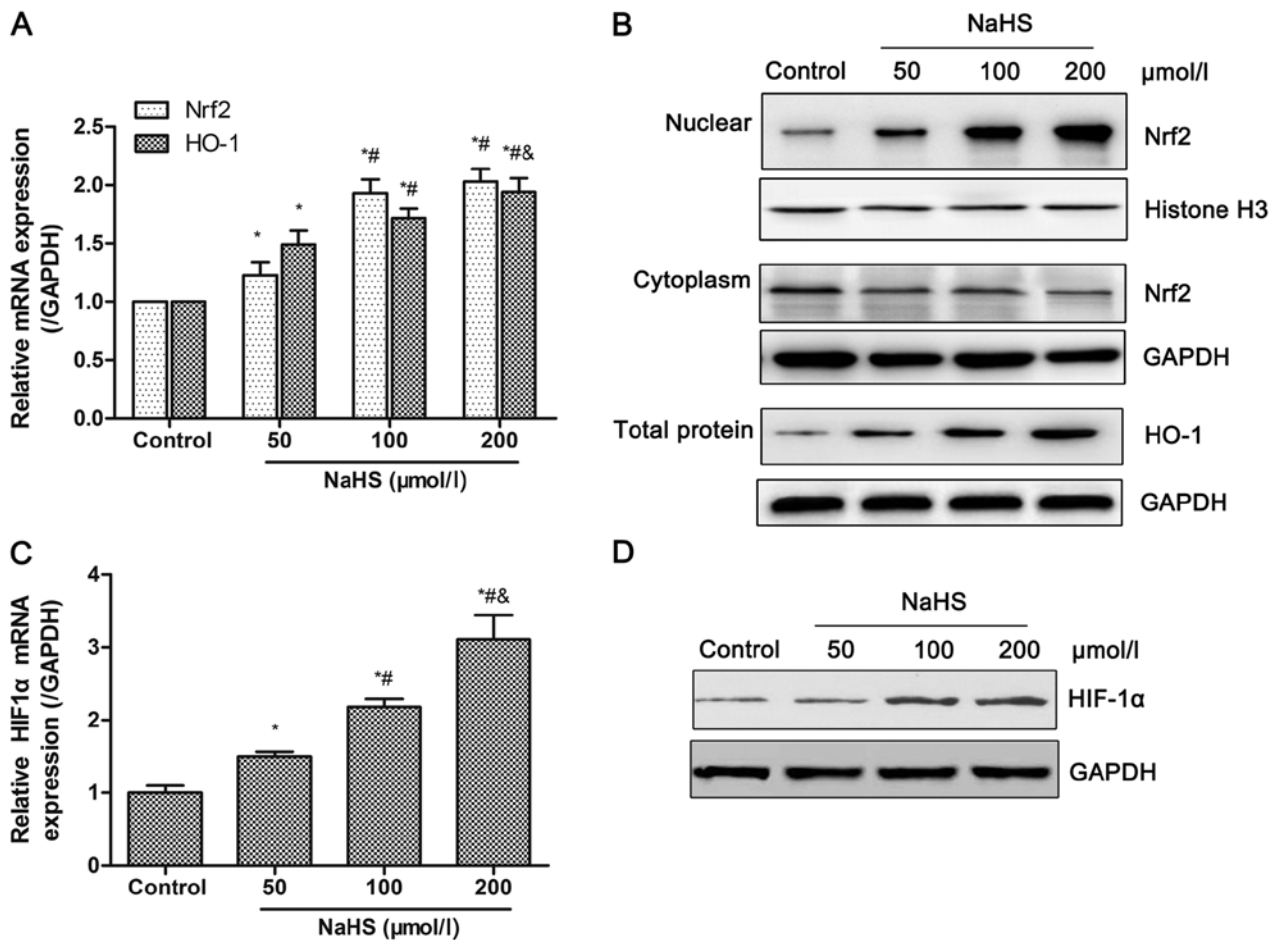 A
Nrf2
HO-1
Relative mRNA expression
(/GAPDH)
2.5
2.0
1.5
1.0
0.5
0.0
*
*
*#
*#
*#
*#&
Control
50
100
200
NaHS (μmol/l)
B
NaHS
Control 50 100 200 μmol/l
Nuclear
Nrf2
Histone H3
Cytoplasm
Nrf2
GAPDH
Total protein
HO-1
GAPDH
C
Relative HIF1α mRNA
expression (/GAPDH)
4
3
2
1
0
*
*#
*#&
Control
50
100
200
NaHS (μmol/l)
D
NaHS
Control 50 100 200 μmol/l
HIF-1α
GAPDH